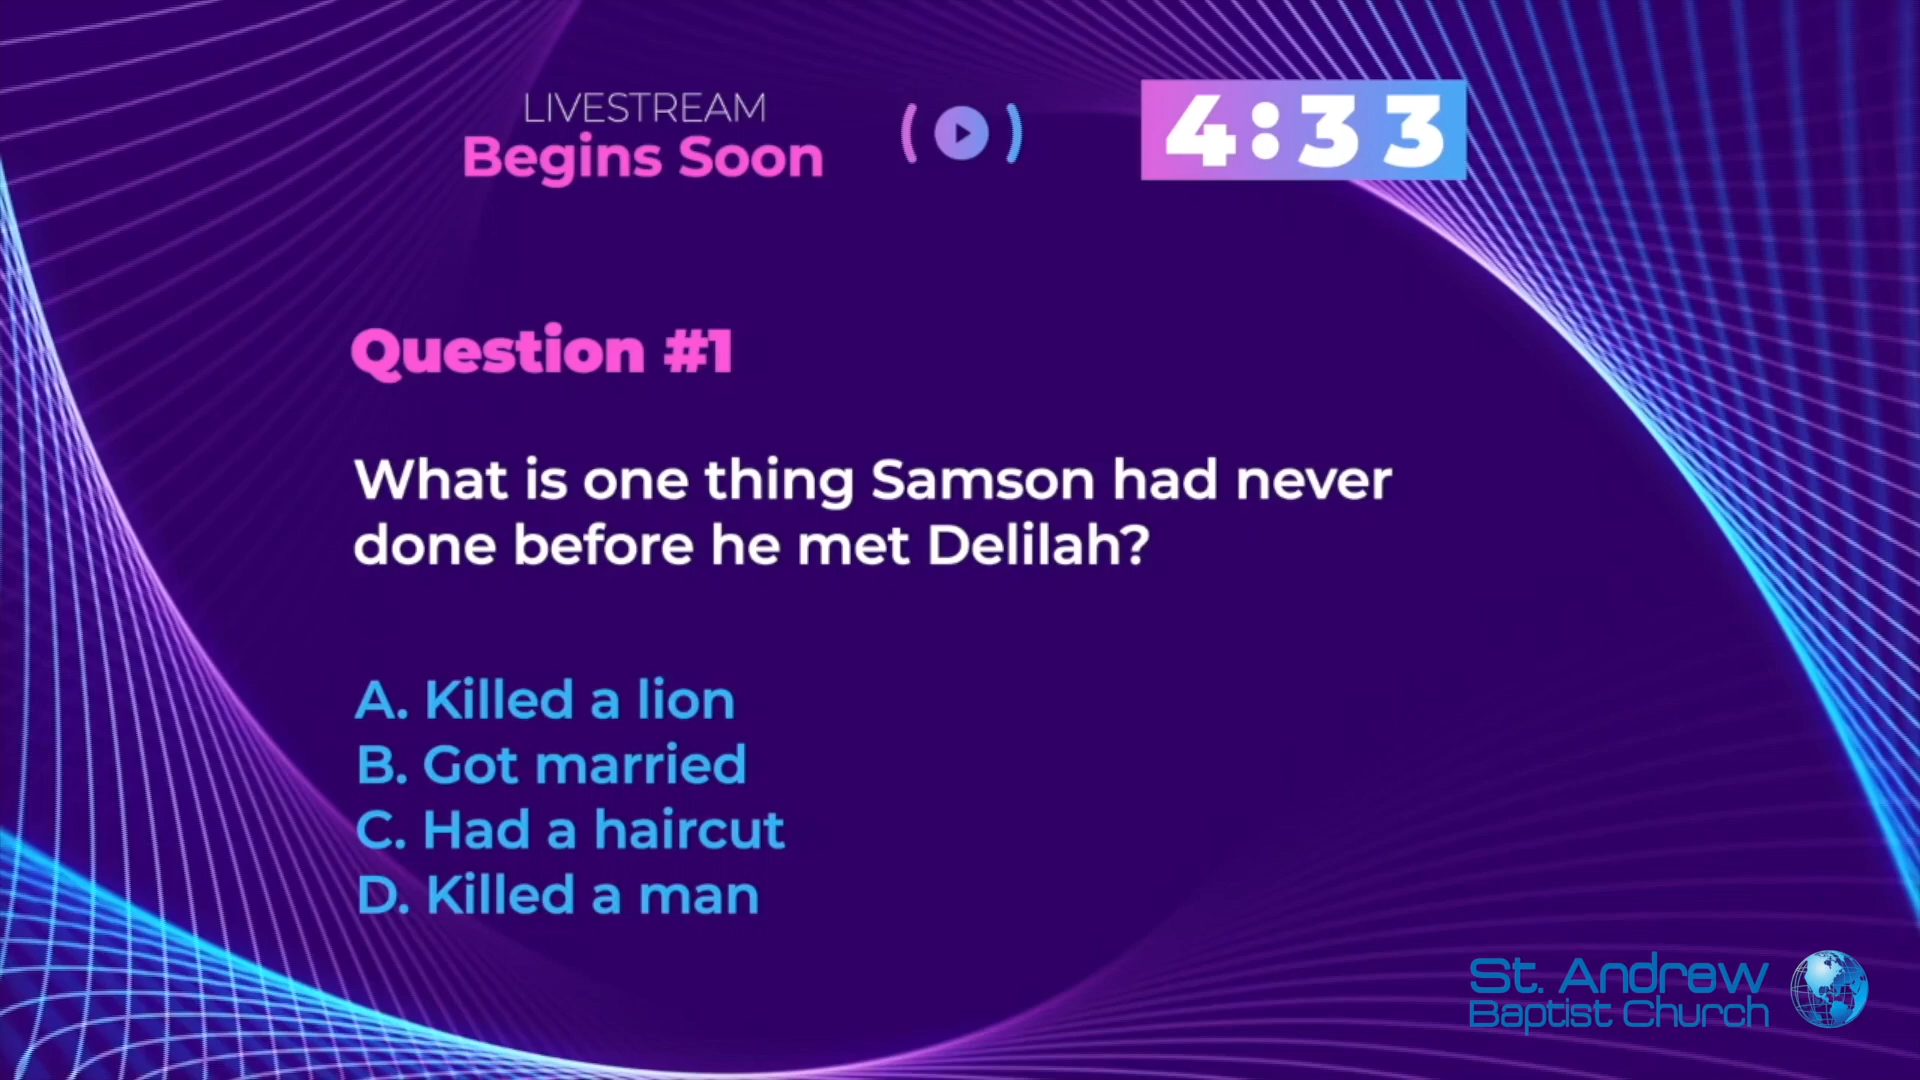 LIVESTREAM
Begins Soon
4:33
Question #1
What is one thing Samson had never
done before he met Delilah?
A. Killed a lion
B. Got married
C. Had a haircut
D. Killed a man
St. Andrew
Baptist Church